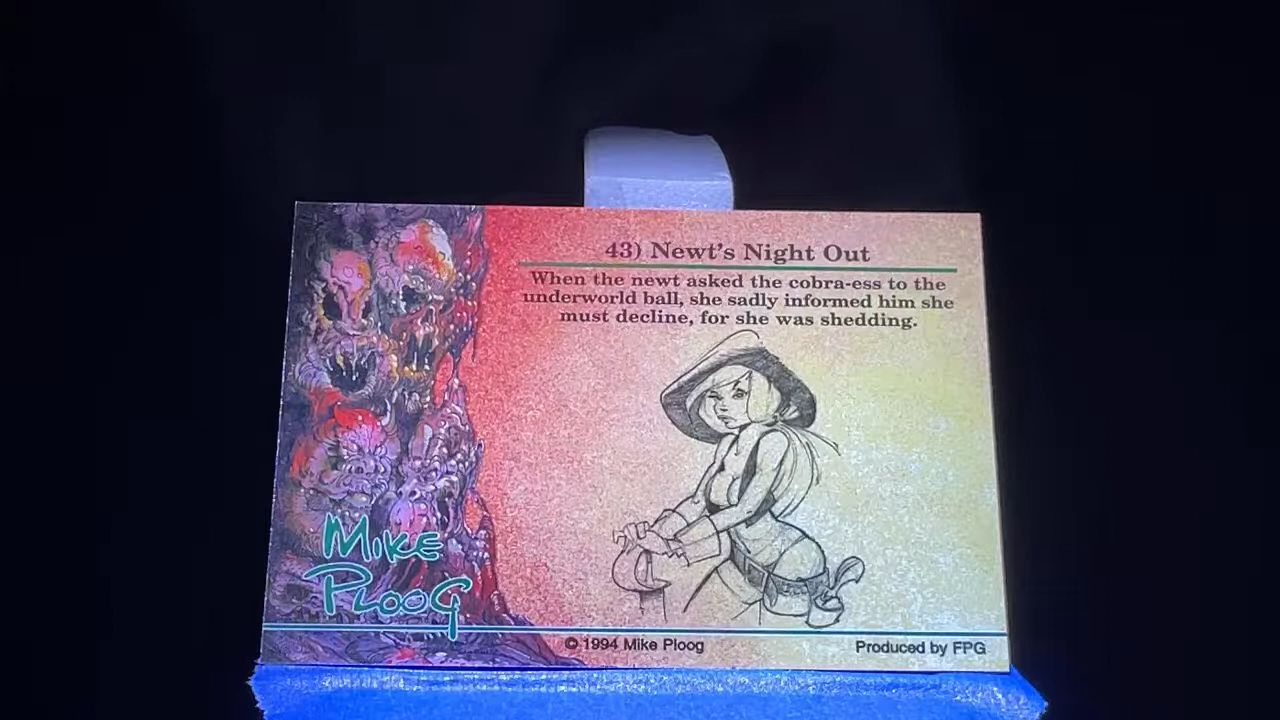 43) Newt's Night Out
When the newt asked the cobra-ess to the
underworld ball, she sadly informed him she
must decline, for she was shedding.
Mike
Ploog
© 1994 Mike Ploog
Produced by FPG